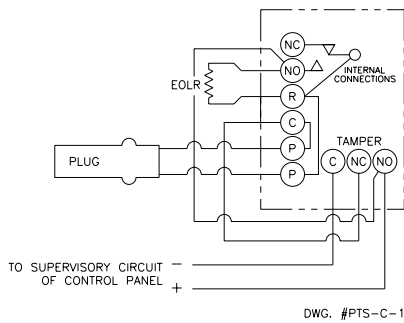 NC
NO
INTERNAL
CONNECTIONS
EOLR
R
C
TAMPER
P
PLUG
C NC NO
P
TO SUPERVISORY CIRCUIT −
OF CONTROL PANEL +
DWG. #PTS-C-1